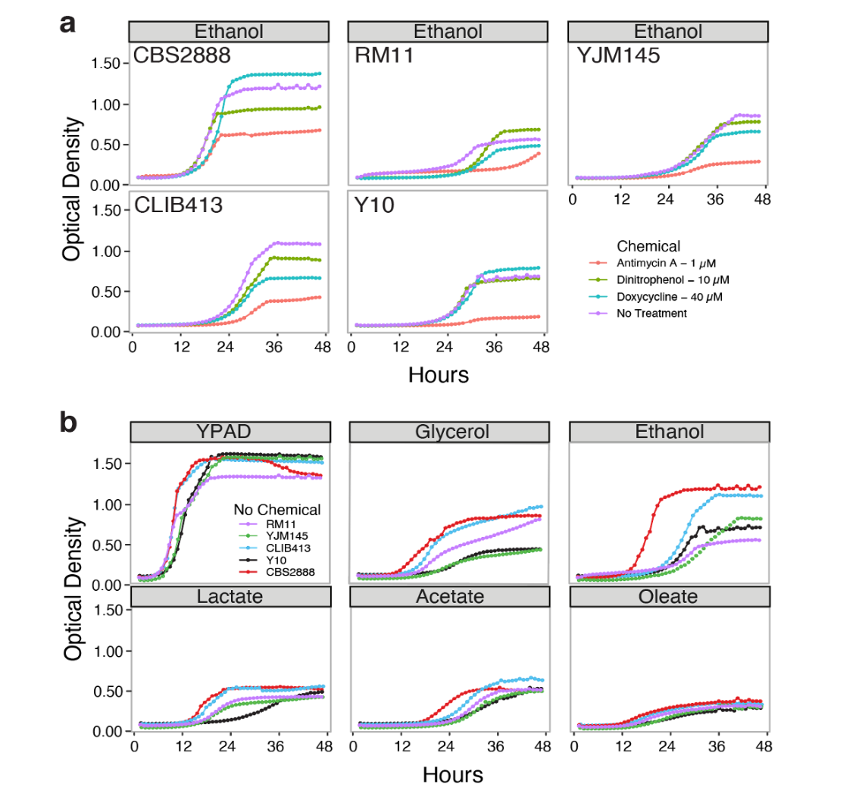 a
Ethanol Ethanol Ethanol
CBS2888 RM11 YJM145
1.50
1.00
0.50
0.00
0 12 24 36 48
CLIB413 Y10
1.50
1.00
0.50
0.00
0 12 24 36 48 0 12 24 36 48
Optical Density
Hours
Chemical
Antimycin A – 1 µM
Dinitrophenol – 10 µM
Doxycycline – 40 µM
No Treatment
b
YPAD Glycerol Ethanol
1.50
1.00
0.50
0.00
No Chemical
RM11
YJM145
CLIB413
Y10
CBS2888
Lactate Acetate Oleate
1.50
1.00
0.50
0.00
0 12 24 36 48 0 12 24 36 48 0 12 24 36 48
Optical Density
Hours